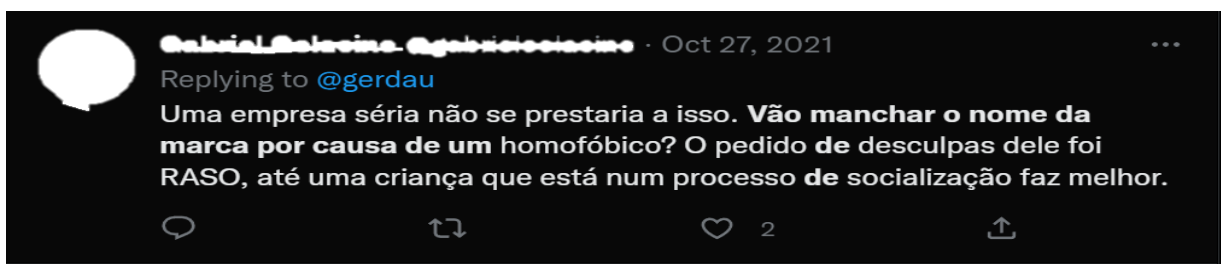 · Oct 27, 2021
Replying to @gerdau
Uma empresa séria não se prestaria a isso. Vão manchar o nome da
marca por causa de um homofóbico? O pedido de desculpas dele foi
RASO, até uma criança que está num processo de socialização faz melhor.
2